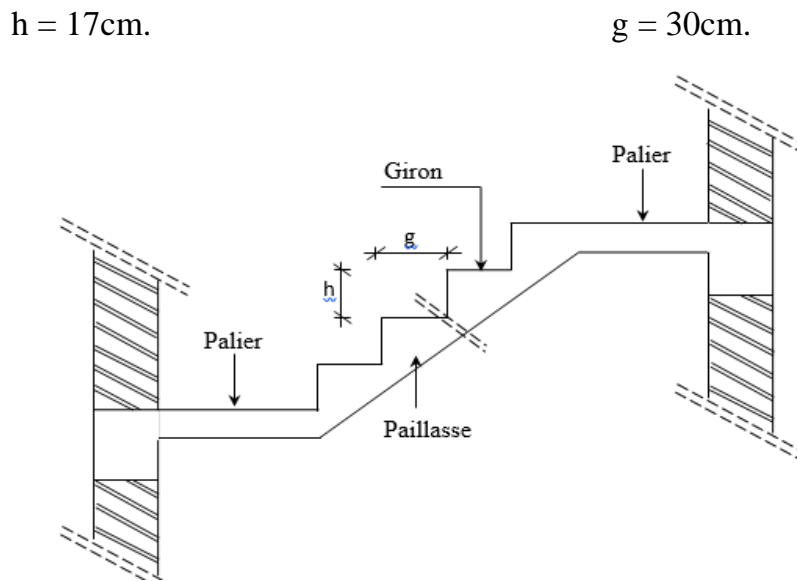 h = 17cm. g = 30cm.
Palier
Giron
g
h
Palier
Paillasse